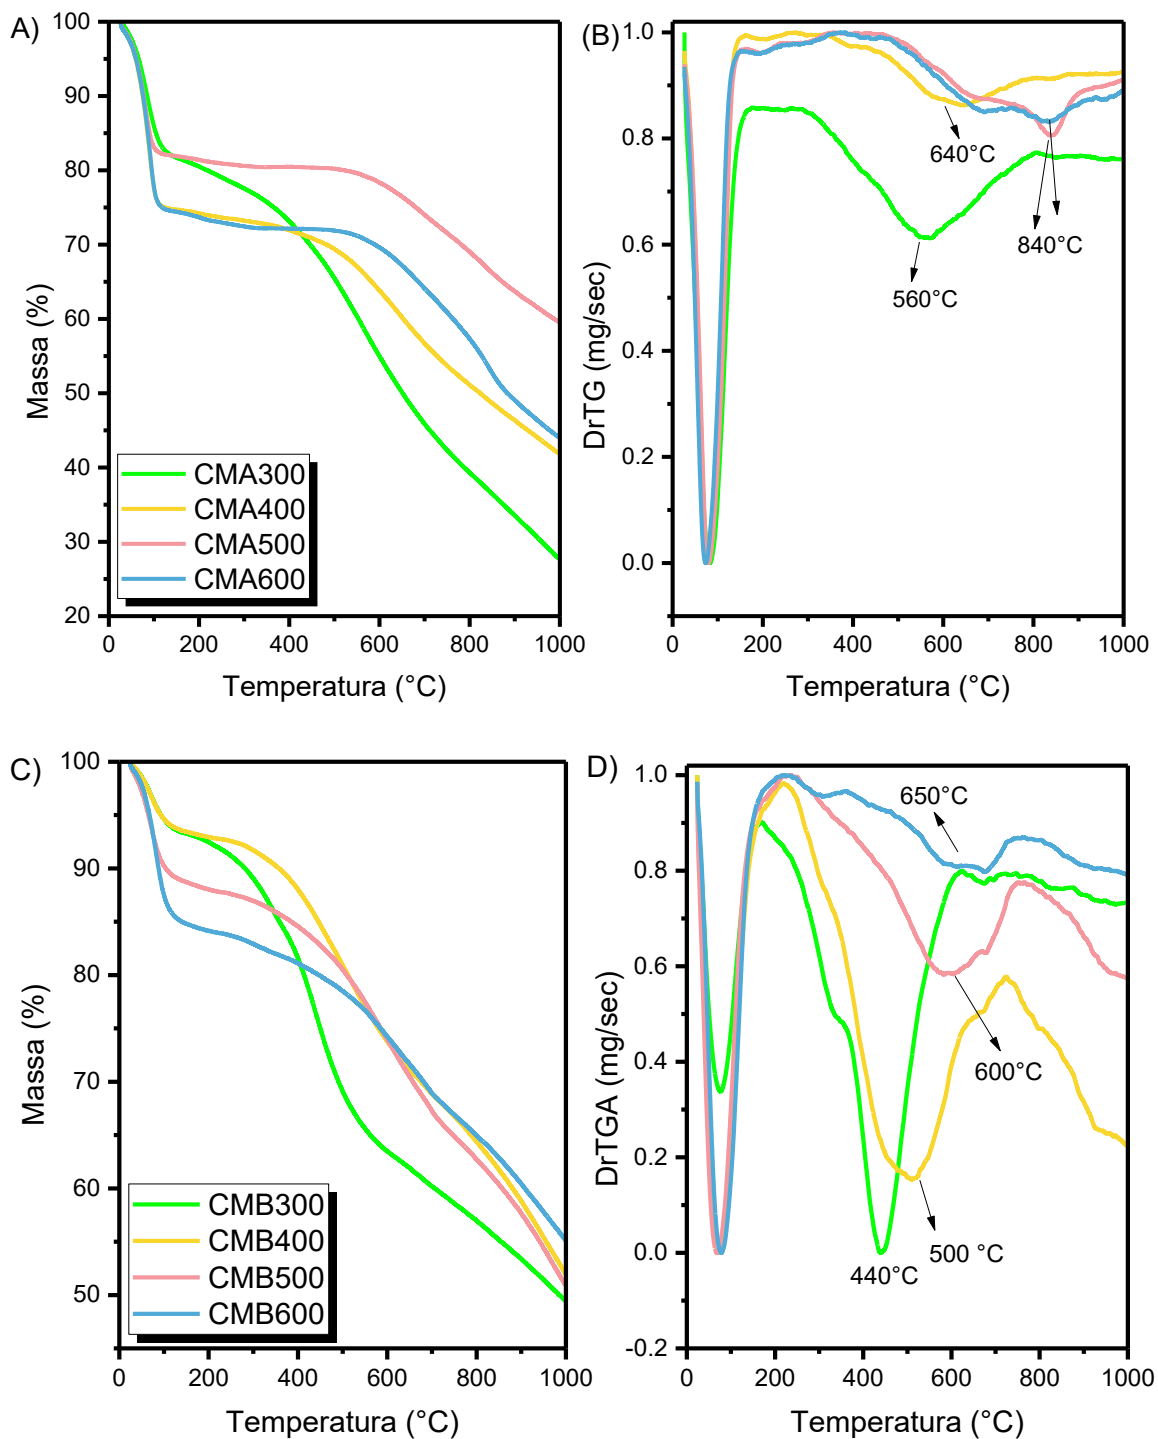 A)
100
90
80
70
60
50
40
30
20
Massa (%)
CMA300
CMA400
CMA500
CMA600
0 200 400 600 800 1000
Temperatura (°C)
(B)
1.0
0.8
0.6
0.4
0.2
0.0
DrTG (mg/sec)
640°C
840°C
560°C
0 200 400 600 800 1000
Temperatura (°C)
C)
100
90
80
70
60
50
Massa (%)
CMB300
CMB400
CMB500
CMB600
0 200 400 600 800 1000
Temperatura (°C)
D)
1.0
0.8
0.6
0.4
0.2
0.0
-0.2
DrTGA (mg/sec)
650°C
600°C
500 °C
440°C
0 200 400 600 800 1000
Temperatura (°C)